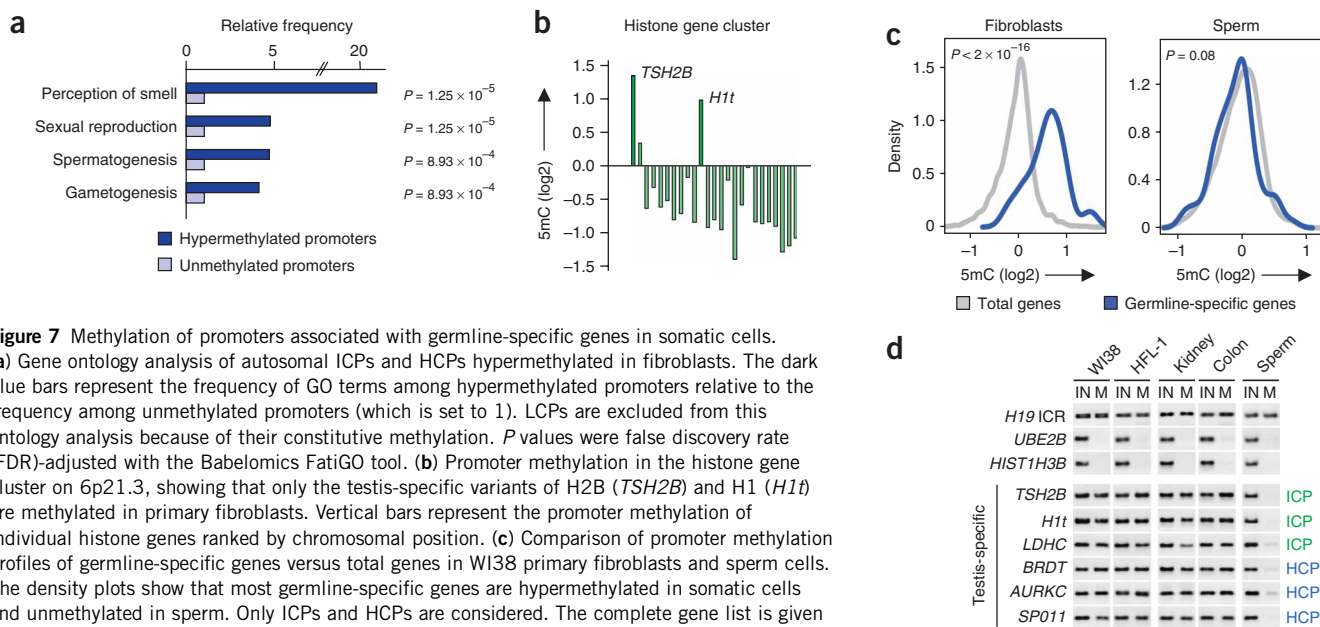 a
Relative frequency
0 5 20
Perception of smell
P = 1.25 × 10⁻⁵
Sexual reproduction
P = 1.25 × 10⁻⁵
Spermatogenesis
P = 8.93 × 10⁻⁴
Gametogenesis
P = 8.93 × 10⁻⁴
Hypermethylated promoters
Unmethylated promoters
b
Histone gene cluster
5mC (log2)
1.5
1.0
0.5
0.0
−0.5
−1.0
−1.5
TSH2B
H1t
c
Fibroblasts
P < 2 × 10⁻¹⁶
Density
1.5
1.0
0.5
0
−1 0 1
5mC (log2)
Sperm
P = 0.08
1.2
0.8
0.4
0
−1 0 1
5mC (log2)
Total genes
Germline-specific genes
igure 7 Methylation of promoters associated with germline-specific genes in somatic cells.
a) Gene ontology analysis of autosomal ICPs and HCPs hypermethylated in fibroblasts. The dark
lue bars represent the frequency of GO terms among hypermethylated promoters relative to the
requency among unmethylated promoters (which is set to 1). LCPs are excluded from this
ntology analysis because of their constitutive methylation. P values were false discovery rate
FDR)-adjusted with the Babelomics FatiGO tool. (b) Promoter methylation in the histone gene
luster on 6p21.3, showing that only the testis-specific variants of H2B (TSH2B) and H1 (H1t)
re methylated in primary fibroblasts. Vertical bars represent the promoter methylation of
ndividual histone genes ranked by chromosomal position. (c) Comparison of promoter methylation
rofiles of germline-specific genes versus total genes in WI38 primary fibroblasts and sperm cells.
he density plots show that most germline-specific genes are hypermethylated in somatic cells
nd unmethylated in sperm. Only ICPs and HCPs are considered. The complete gene list is given
d
WI38 HFL-1 Kidney Colon Sperm
IN M IN M IN M IN M IN M
H19 ICR
UBE2B
HIST1H3B
Testis-specific
TSH2B ICP
H1t ICP
LDHC ICP
BRDT HCP
AURKC HCP
SP011 HCP